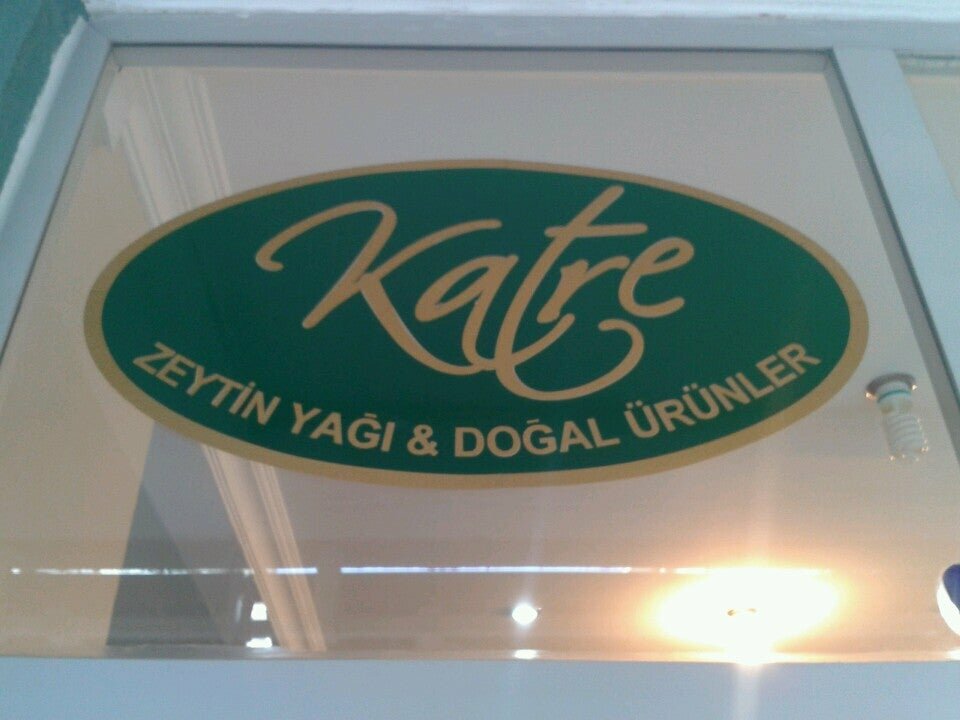 Katre
ZEYTİN YAĞI & DOĞAL ÜRÜNLER